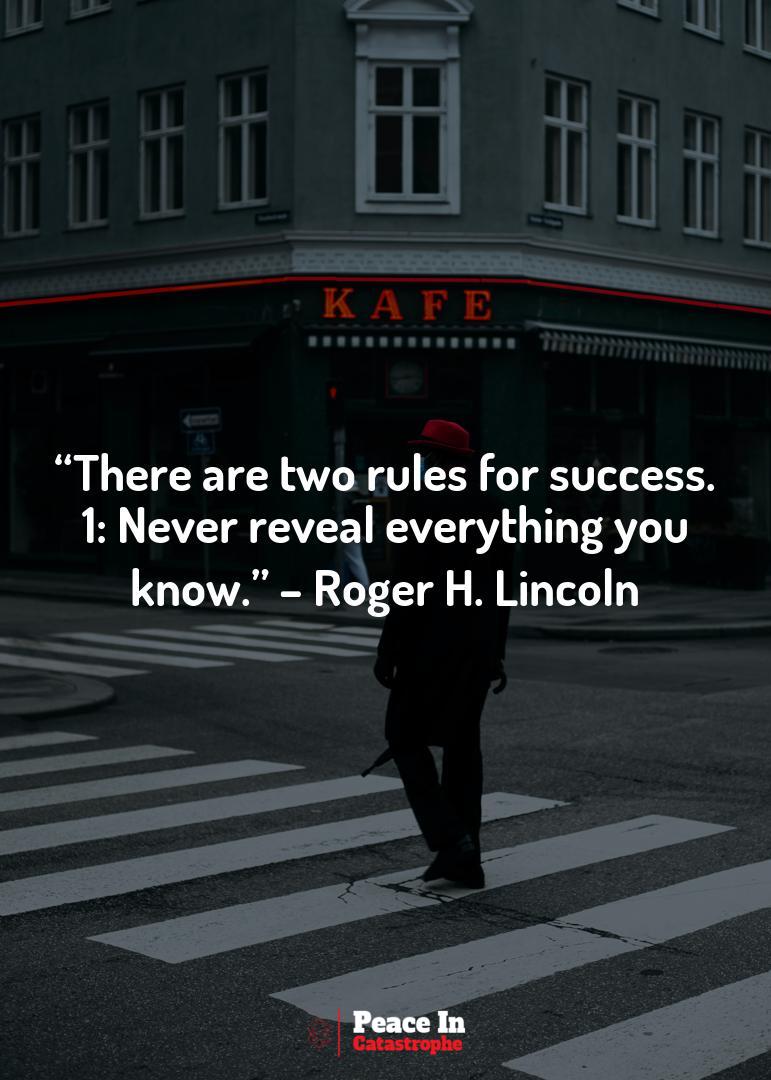 KAFE
“There are two rules for success.
1: Never reveal everything you
know.” – Roger H. Lincoln
Peace In
Catastrophe